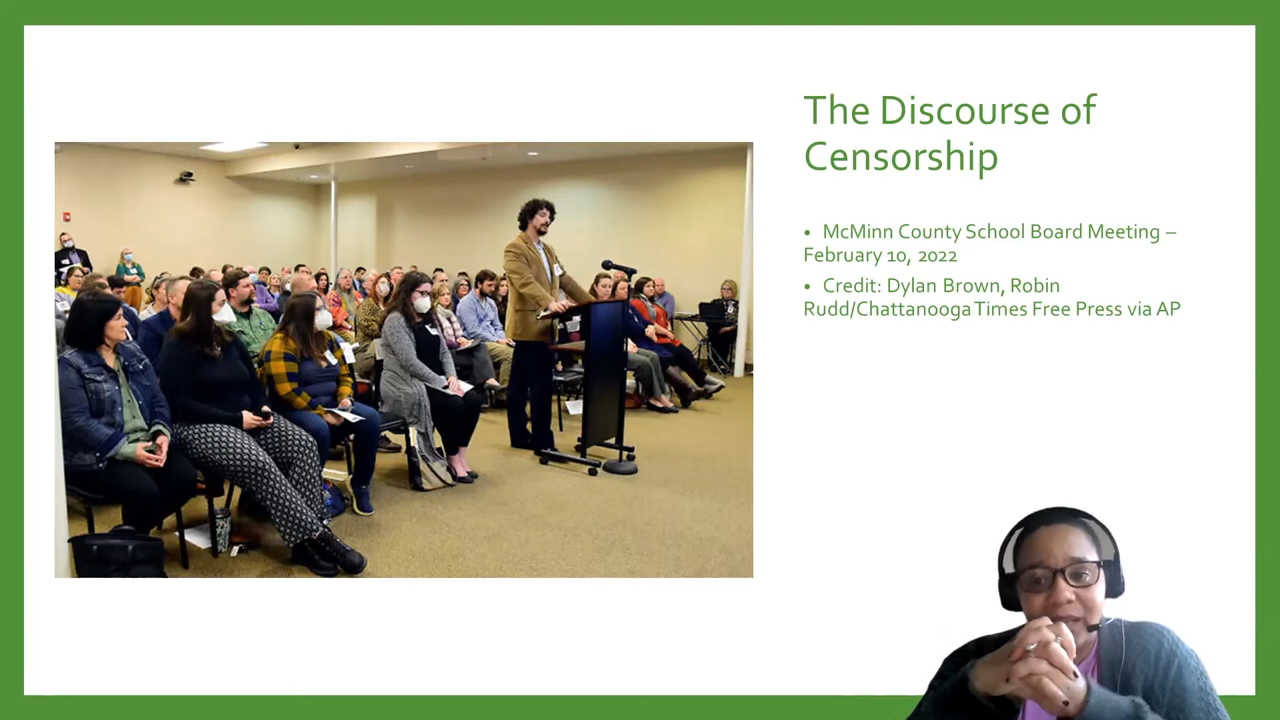 The Discourse of
Censorship
• McMinn County School Board Meeting –
February 10, 2022
• Credit: Dylan Brown, Robin
Rudd/Chattanooga Times Free Press via AP